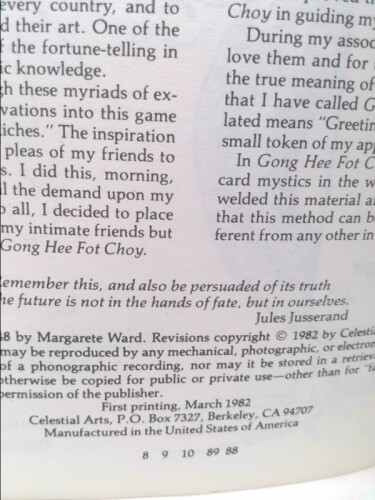 every country, and to
d their art. One of the
f the fortune-telling in
ic knowledge.
gh these myriads of ex-
vations into this game
iches." The inspiration
pleas of my friends to
s. I did this, morning,
ll the demand upon my
o all, I decided to place
my intimate friends but
Gong Hee Fot Choy.
Choy in guiding my
During my assoc
love them and for
the true meaning of
that I have called G
lated means "Greetin
small token of my app
In Gong Hee Fot C
card mystics in the w
welded this material a
that this method can b
ferent from any other in
Remember this, and also be persuaded of its truth
he future is not in the hands of fate, but in ourselves.
Jules Jusserand
48 by Margarete Ward. Revisions copyright © 1982 by Celestial
may be reproduced by any mechanical, photographic, or electron
of a phonographic recording, nor may it be stored in a retrieva
otherwise be copied for public or private use—other than for "fa
permission of the publisher.
First printing, March 1982
Celestial Arts, P.O. Box 7327, Berkeley, CA 94707
Manufactured in the United States of America
8 9 10 89 88